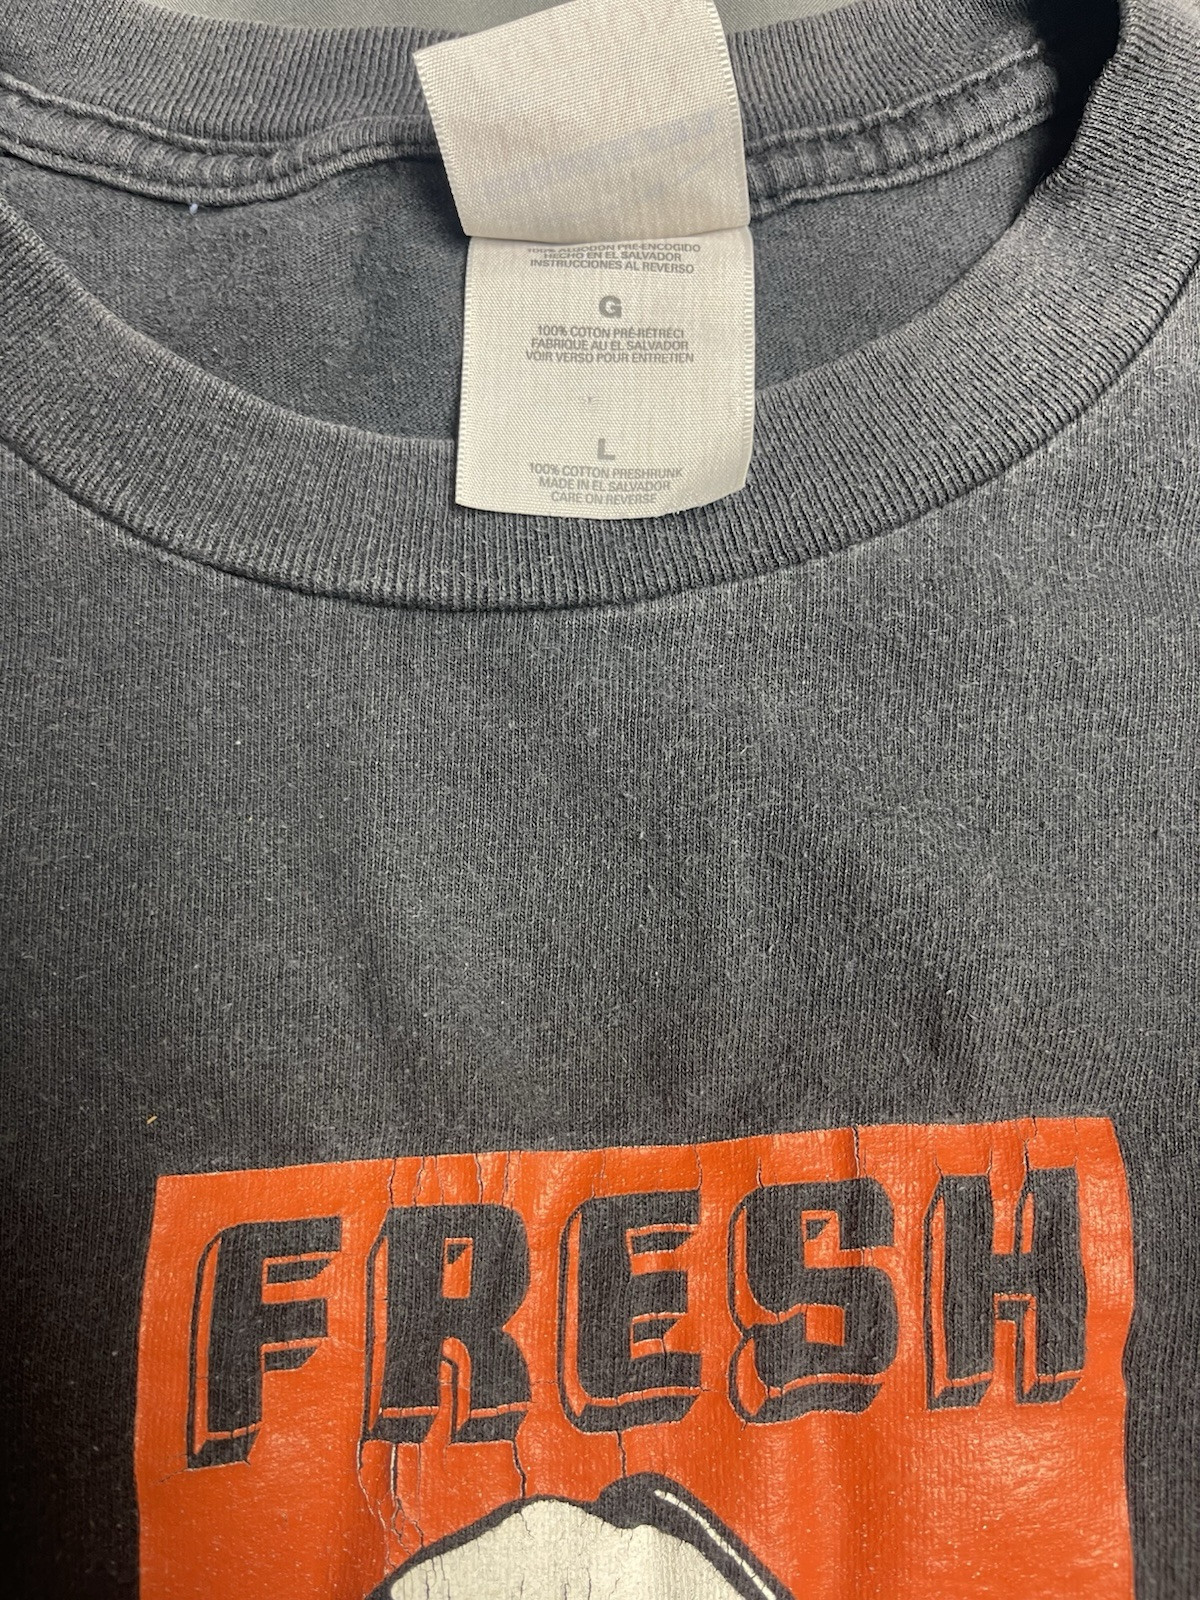 100% ALGODON PRE-ENCOGIDO
HECHO EN EL SALVADOR
INSTRUCCIONES AL REVERSO
G
100% COTON PRÉ-RÉTRÉCI
FABRIQUE AU EL SALVADOR
VOIR VERSO POUR ENTRETIEN
L
100% COTTON PRESHRUNK
MADE IN EL SALVADOR
CARE ON REVERSE
FRESH